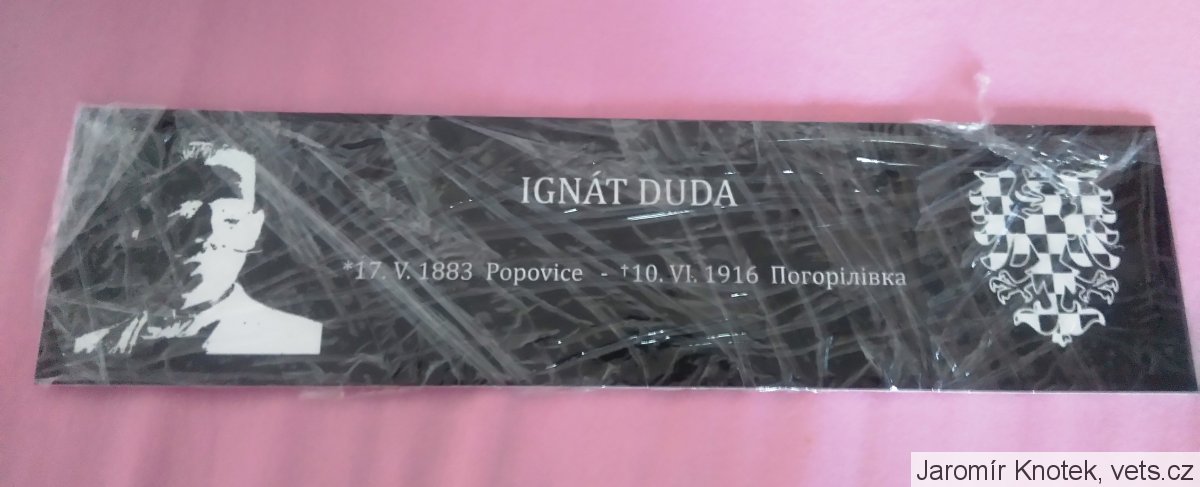 IGNÁT DUDA
*17. V. 1883 Popovice - †10. VI. 1916 Погорілівка
Jaromír Knotek, vets.cz